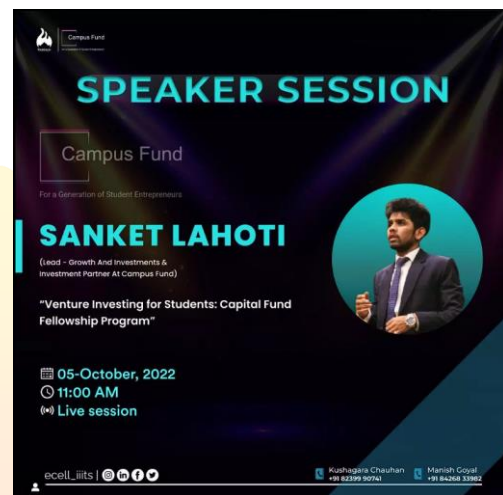 Campus Fund
SPEAKER SESSION
Campus Fund
For a Generation of Student Entrepreneurs
SANKET LAHOTI
(Lead - Growth And Investments &
Investment Partner At Campus Fund)
"Venture Investing for Students: Capital Fund
Fellowship Program"
05-October, 2022
11:00 AM
Live session
ecell_iiits |
Kushagara Chauhan
+91 82399 90741
Manish Goyal
+91 84268 33982